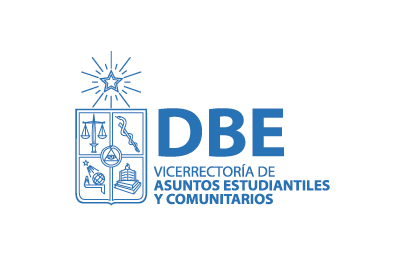 DBE
VICERRECTORÍA DE
ASUNTOS ESTUDIANTILES
Y COMUNITARIOS